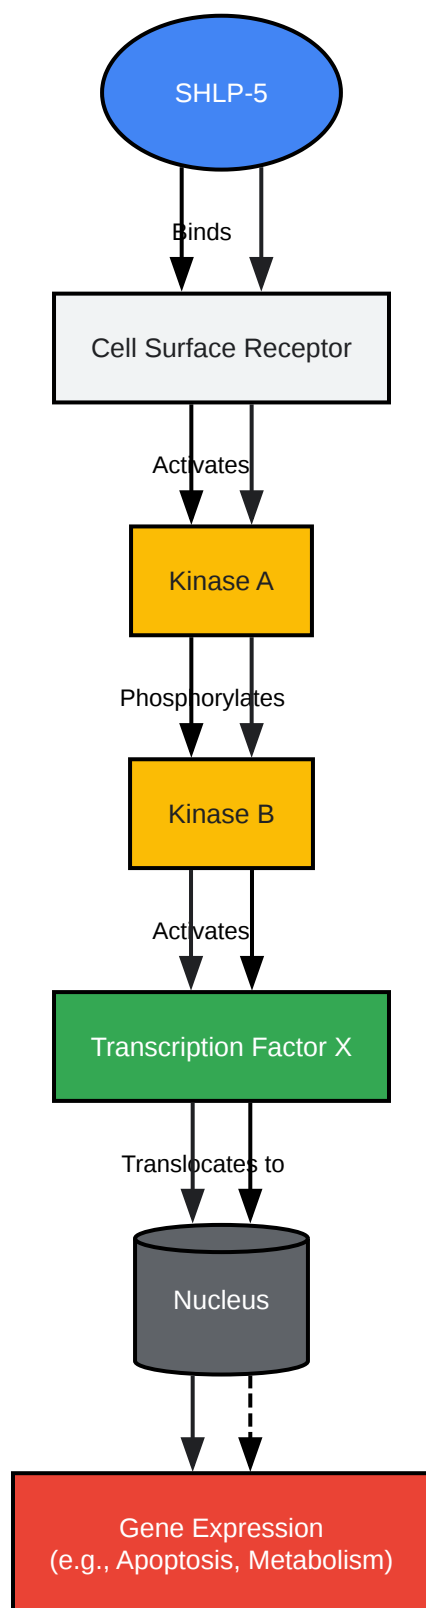 SHLP-5
Binds
Cell Surface Receptor
Activates
Kinase A
Phosphorylates
Kinase B
Activates
Transcription Factor X
Translocates to
Nucleus
Gene Expression
(e.g., Apoptosis, Metabolism)